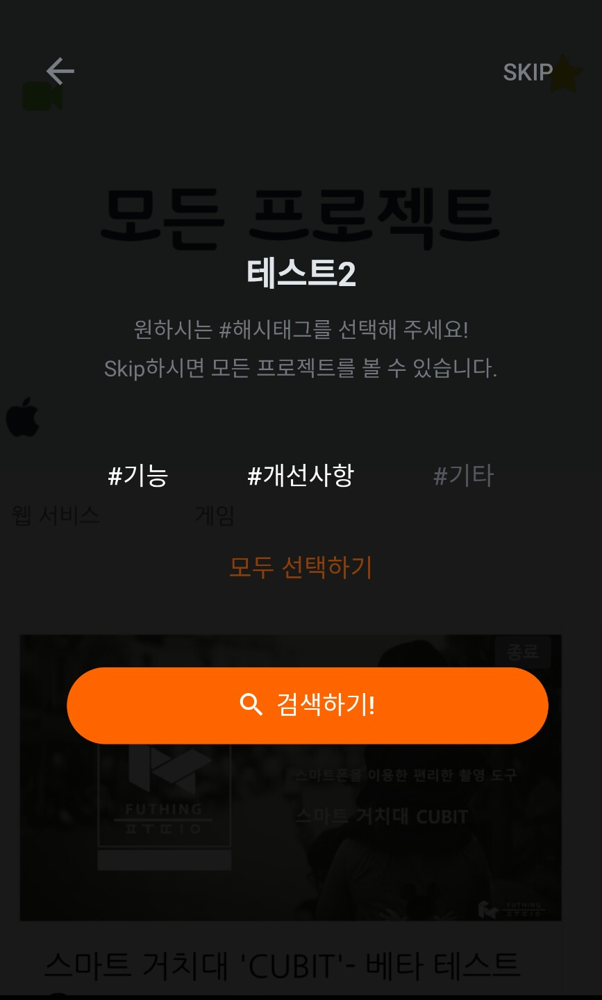 SKIP
모든 프로젝트
테스트2
원하시는 #해시태그를 선택해 주세요!
Skip하시면 모든 프로젝트를 볼 수 있습니다.
#기능 #개선사항 #기타
웹 서비스 게임
모두 선택하기
종료
검색하기!
스마트폰을 이용한 편리한 촬영 도구
FUTHING
스마트 거치대 CUBIT
FUTHING
스마트 거치대 'CUBIT'- 베타 테스트